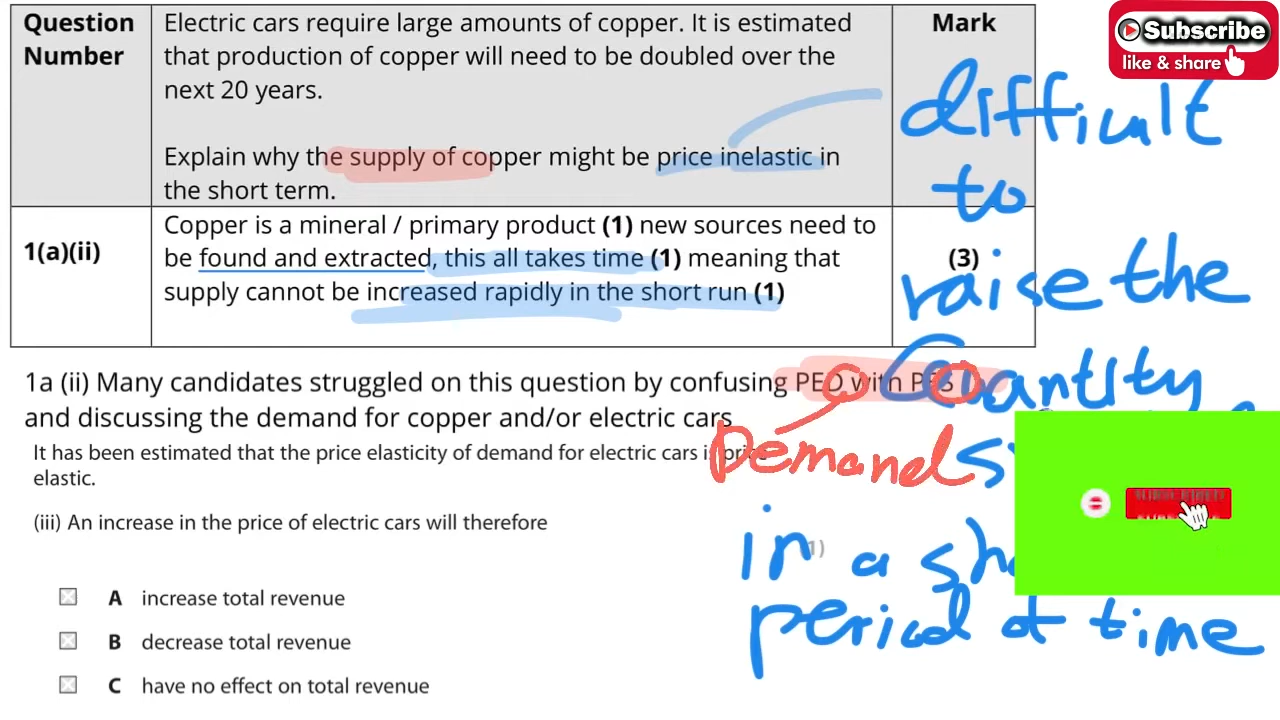 Question Number
Electric cars require large amounts of copper. It is estimated
that production of copper will need to be doubled over the
next 20 years.
Explain why the supply of copper might be price inelastic in
the short term.
Mark
Subscribe
like & share
1(a)(ii)
Copper is a mineral / primary product (1) new sources need to
be found and extracted, this all takes time (1) meaning that
supply cannot be increased rapidly in the short run (1)
(3)
difficult
to
raise the
Quantity
in a
period of time
1a (ii) Many candidates struggled on this question by confusing PED with PES
and discussing the demand for copper and/or electric cars
Demand
It has been estimated that the price elasticity of demand for electric cars is price
elastic.
(iii) An increase in the price of electric cars will therefore
(1)
A increase total revenue
B decrease total revenue
C have no effect on total revenue